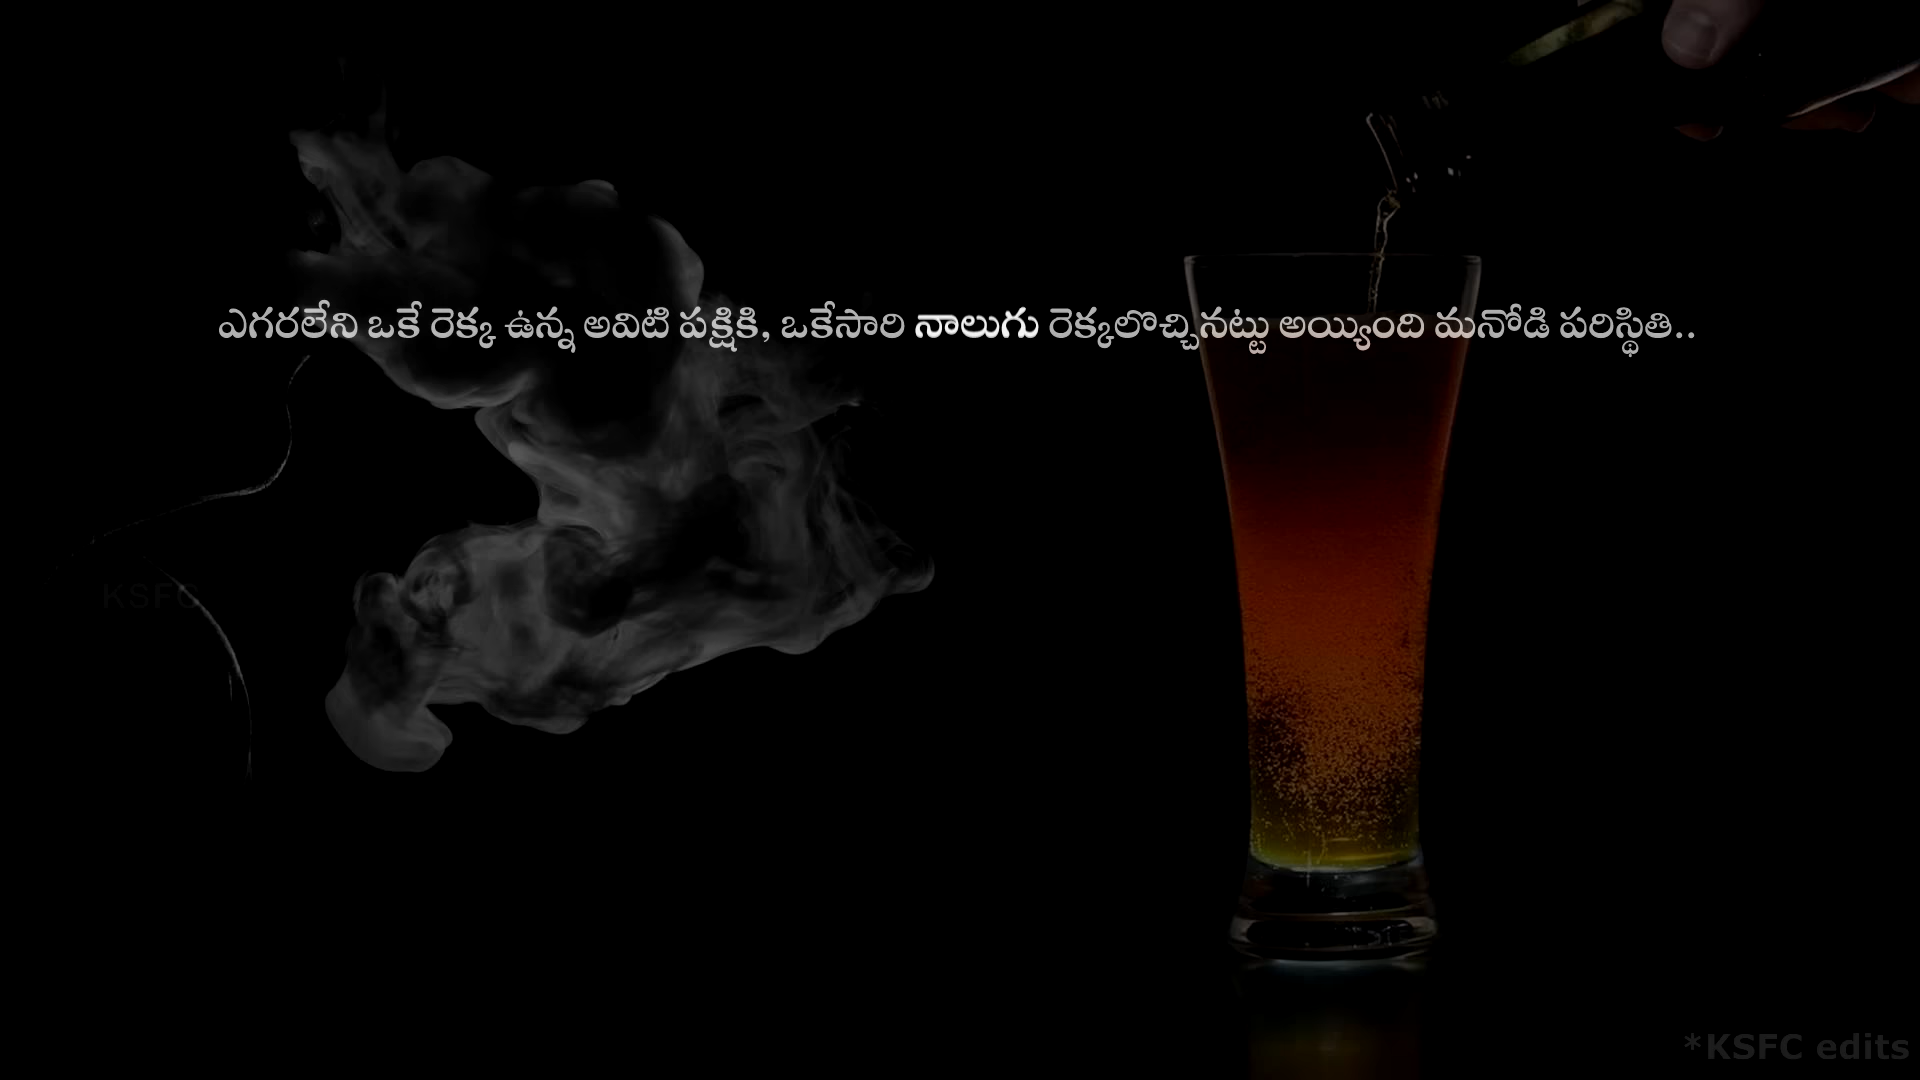 ఎగరలేని ఒకే రెక్క ఉన్న అవిటి పక్షికి, ఒకేసారి నాలుగు రెక్కలొచ్చినట్టు అయ్యింది మనోడి పరిస్థితి..
KSFC
*KSFC edits